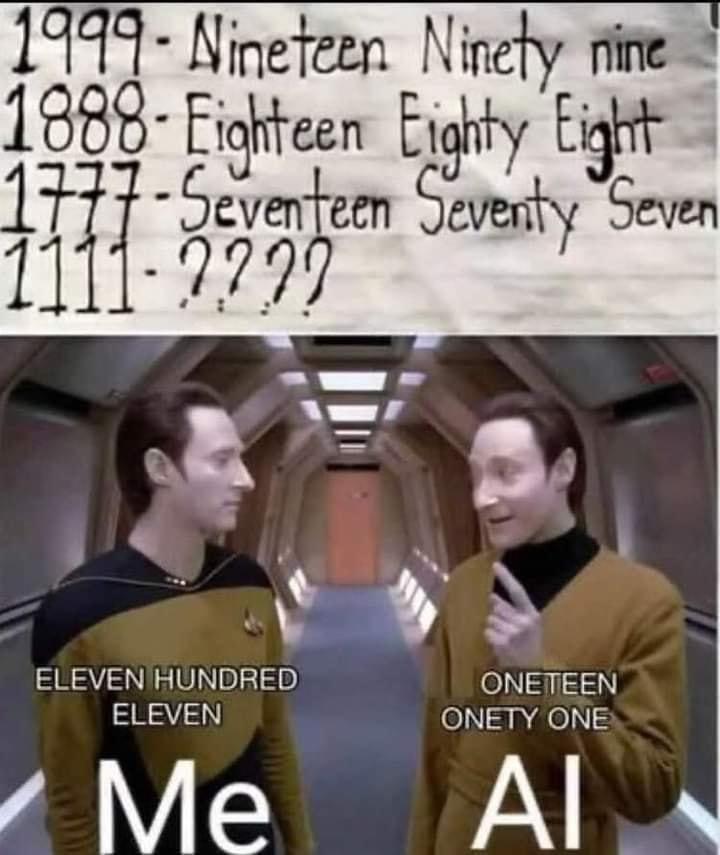 1999- Nineteen Ninety nine
1888- Eighteen Eighty Eight
1777- Seventeen Seventy Seven
1111- ????
ELEVEN HUNDRED
ELEVEN
ONETEEN
ONETY ONE
Me
AI